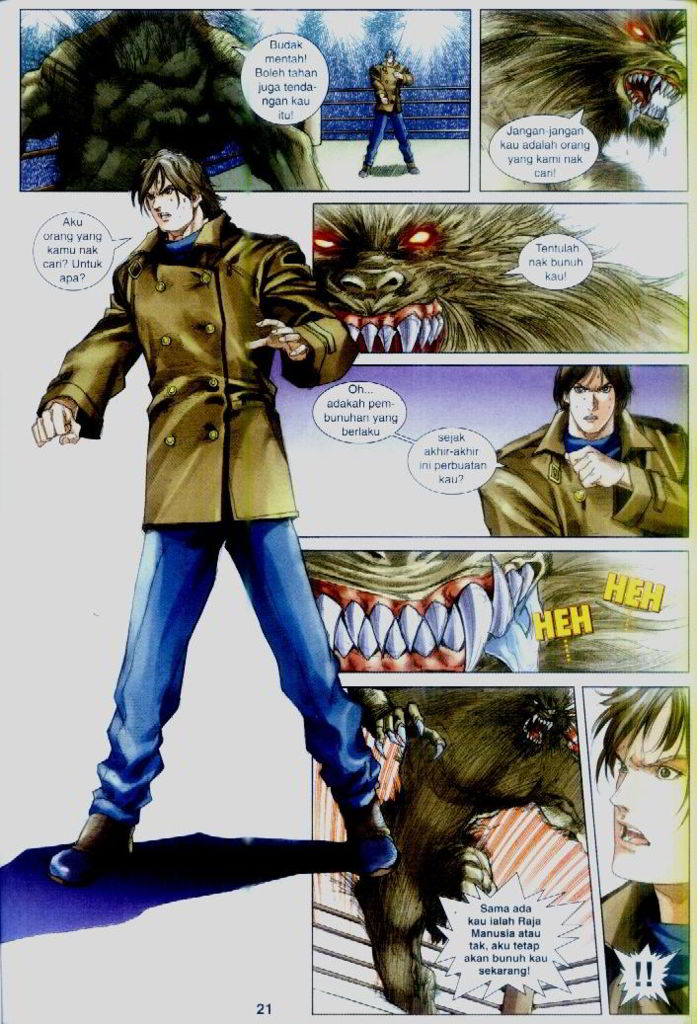 Budak
mentah!
Boleh tahan
juga tenda-
ngan kau
itu!
Jangan-jangan
kau adalah orang
yang kami nak
cari!
Aku
orang yang
kamu nak
cari? Untuk
apa?
Tentulah
nak bunuh
kau!
Oh...
adakah pem-
bunuhan yang
berlaku
sejak
akhir-akhir
ini perbuatan
kau?
HEH
HEH
Sama ada
kau ialah Raja
Manusia atau
tak, aku tetap
akan bunuh kau
sekarang!
!!
21